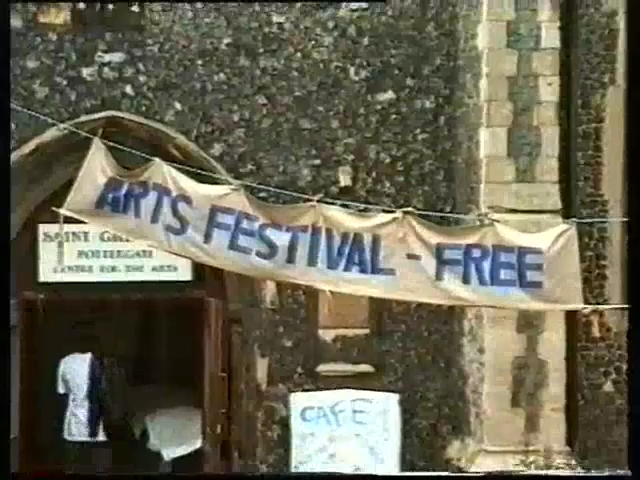 ARTS FESTIVAL - FREE
SAINT
POTTERGATE
CENTRE FOR THE ARTS
CAFE